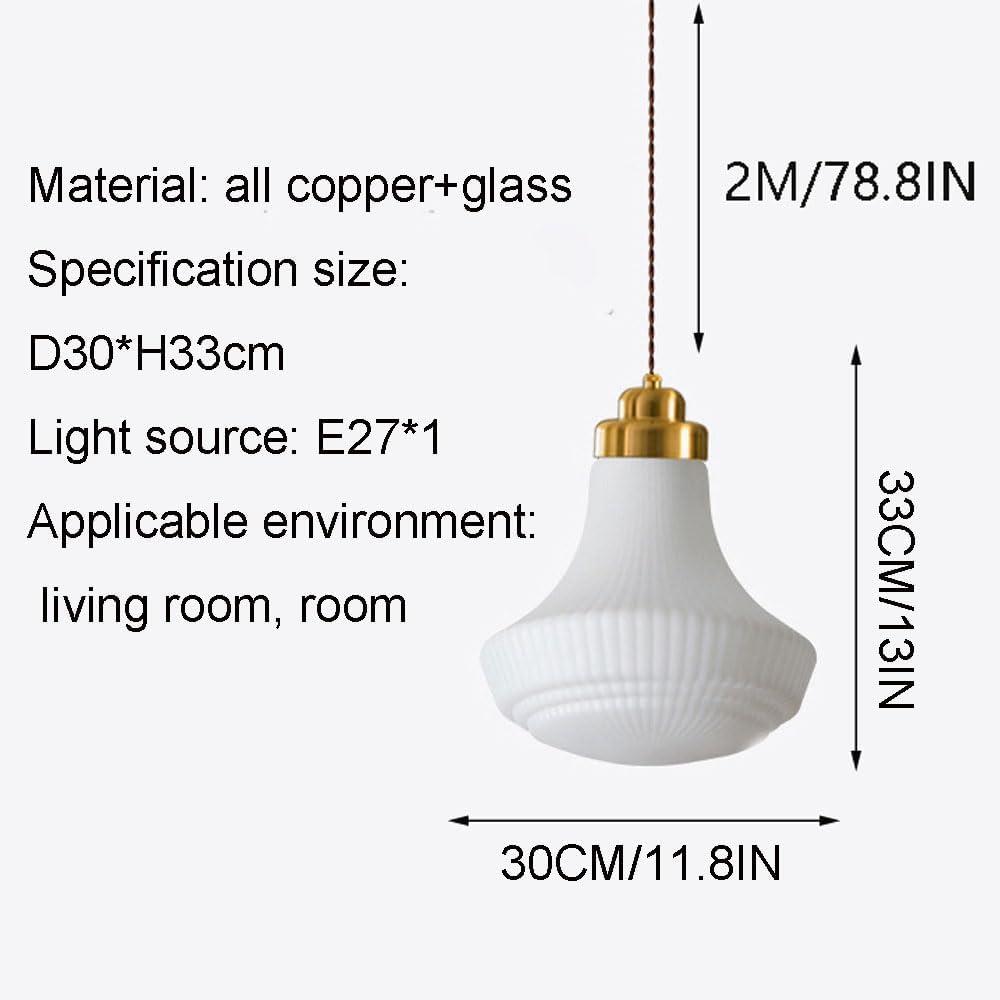 Material: all copper+glass
Specification size:
D30*H33cm
Light source: E27*1
Applicable environment:
living room, room
2M/78.8IN
33CM/13IN
30CM/11.8IN